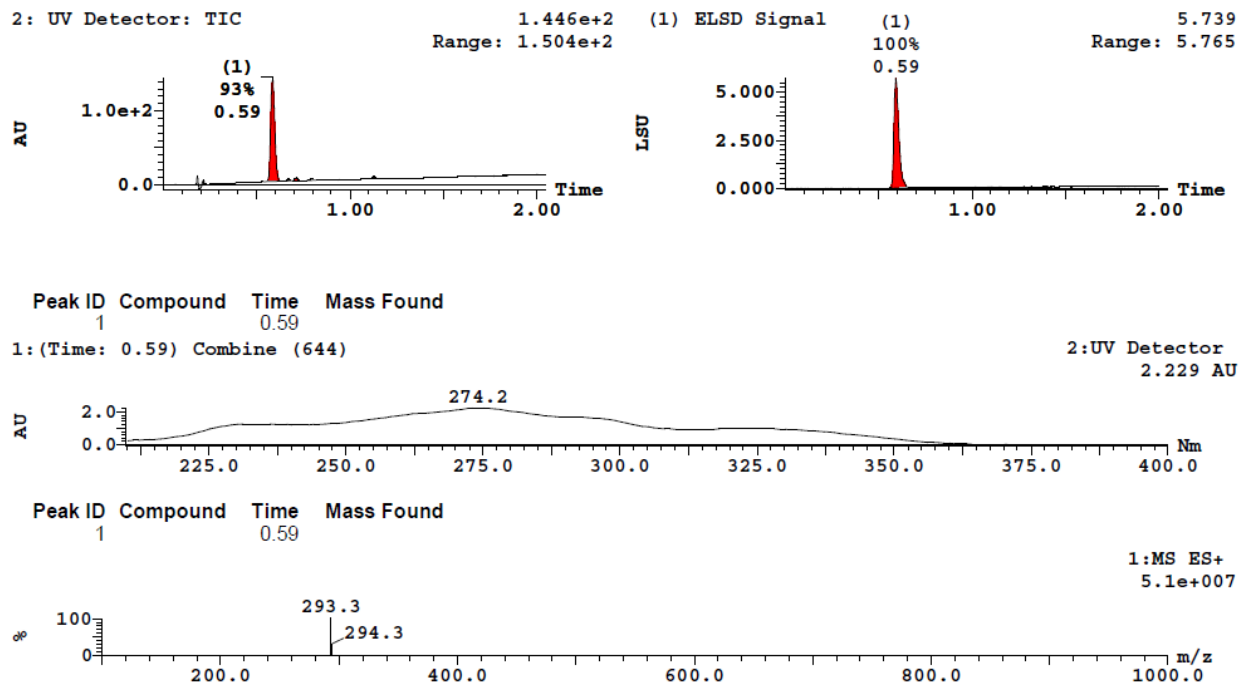 2: UV Detector: TIC 1.446e+2
Range: 1.504e+2
(1)
93%
0.59
1.0e+2
0.0
AU
Time
1.00 2.00
(1) ELSD Signal 5.739
Range: 5.765
(1)
100%
0.59
5.000
2.500
0.000
LSU
Time
1.00 2.00
Peak ID Compound Time Mass Found
1 0.59
1:(Time: 0.59) Combine (644) 2:UV Detector
2.229 AU
274.2
2.0
0.0
AU
Nm
225.0 250.0 275.0 300.0 325.0 350.0 375.0 400.0
Peak ID Compound Time Mass Found
1 0.59
1:MS ES+
5.1e+007
293.3
294.3
100
0
%
m/z
200.0 400.0 600.0 800.0 1000.0